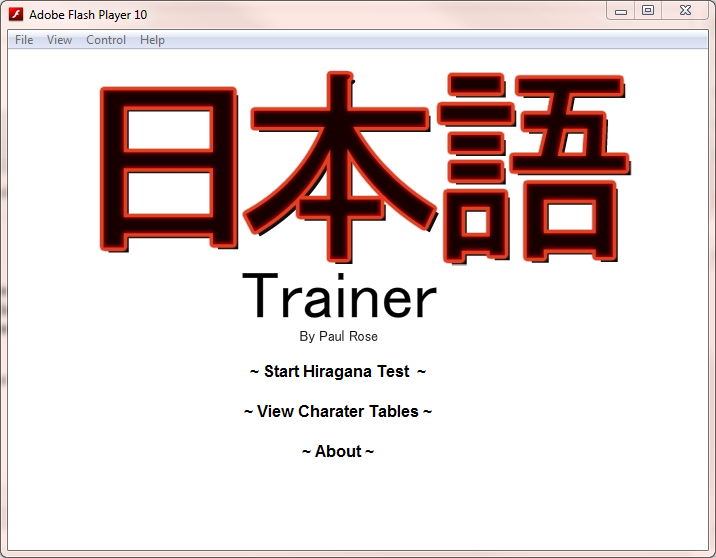 Adobe Flash Player 10
File View Control Help
日本語
Trainer
By Paul Rose
~ Start Hiragana Test ~
~ View Charater Tables ~
~ About ~